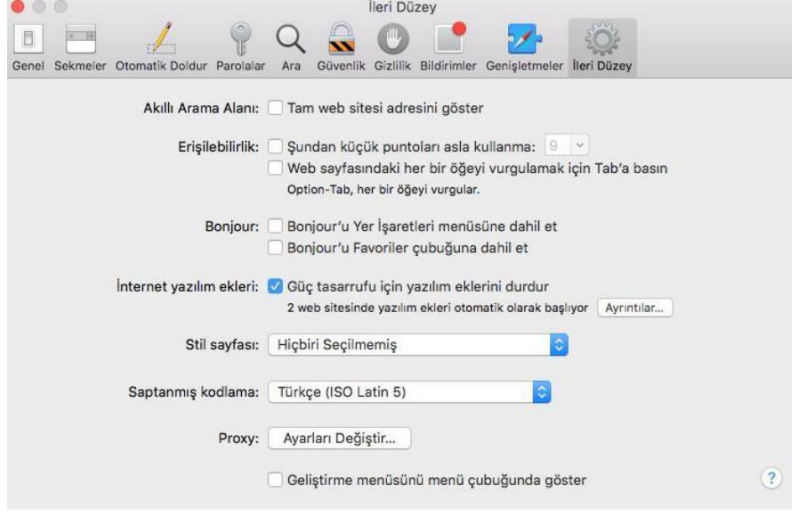 İleri Düzey
Genel Sekmeler Otomatik Doldur Parolalar Ara Güvenlik Gizlilik Bildirimler Genişletmeler İleri Düzey
Akıllı Arama Alanı: Tam web sitesi adresini göster
Erişilebilirlik: Şundan küçük puntoları asla kullanma: 9
Web sayfasındaki her bir öğeyi vurgulamak için Tab'a basın
Option-Tab, her bir öğeyi vurgular.
Bonjour: Bonjour'u Yer İşaretleri menüsüne dahil et
Bonjour'u Favoriler çubuğuna dahil et
İnternet yazılım ekleri: Güç tasarrufu için yazılım eklerini durdur
2 web sitesinde yazılım ekleri otomatik olarak başlıyor Ayrıntılar...
Stil sayfası: Hiçbiri Seçilmemiş
Saptanmış kodlama: Türkçe (ISO Latin 5)
Proxy: Ayarları Değiştir...
Geliştirme menüsünü menü çubuğunda göster ?